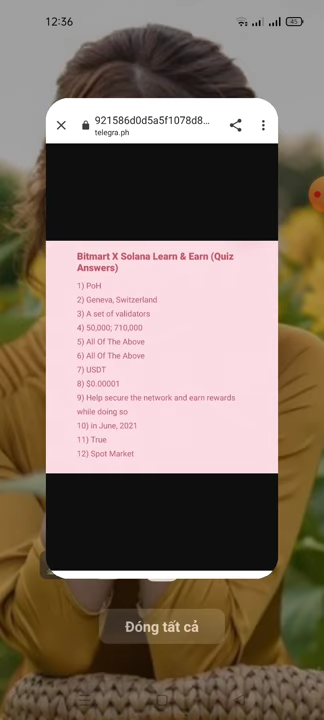 12:36
45
921586d0d5a5f1078d8...
telegra.ph
Bitmart X Solana Learn & Earn (Quiz
Answers)
1) PoH
2) Geneva, Switzerland
3) A set of validators
4) 50,000; 710,000
5) All Of The Above
6) All Of The Above
7) USDT
8) $0.00001
9) Help secure the network and earn rewards
while doing so
10) in June, 2021
11) True
12) Spot Market
Đóng tất cả